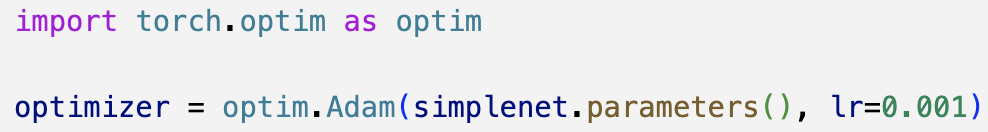 import torch.optim as optim
optimizer = optim.Adam(simplenet.parameters(), lr=0.001)